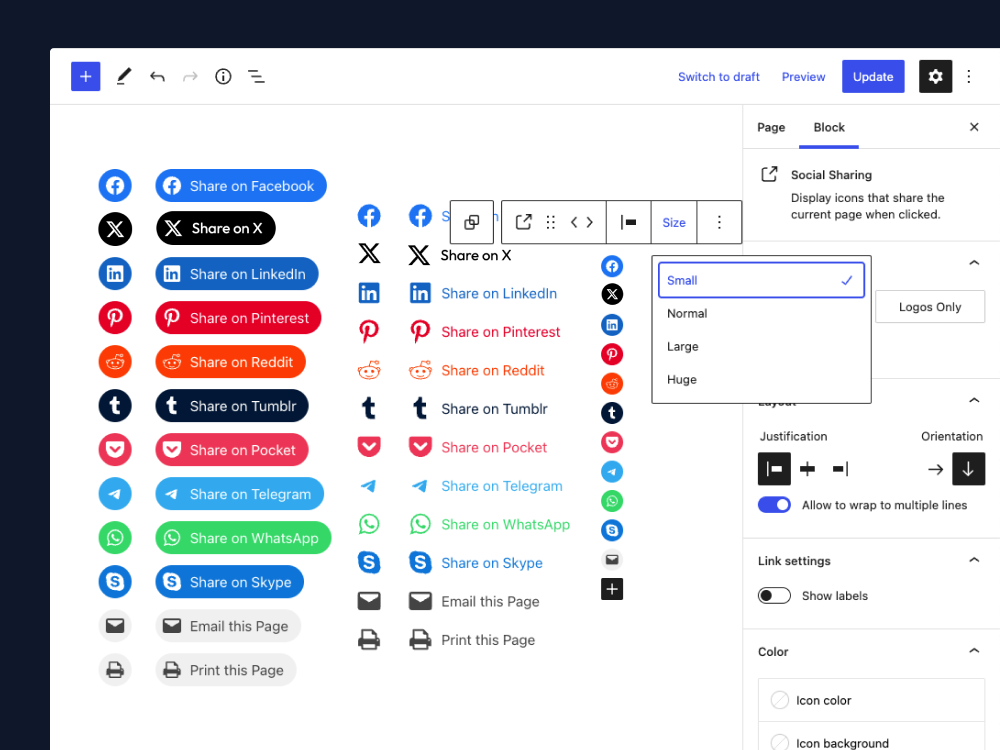 Switch to draft
Preview
Update
Page
Block
Social Sharing
Display icons that share the
current page when clicked.
Share on Facebook
Share on X
Share on LinkedIn
Share on Pinterest
Share on Reddit
Share on Tumblr
Share on Pocket
Share on Telegram
Share on WhatsApp
Share on Skype
Email this Page
Print this Page
Share on X
Share on LinkedIn
Share on Pinterest
Share on Reddit
Share on Tumblr
Share on Pocket
Share on Telegram
Share on WhatsApp
Share on Skype
Email this Page
Print this Page
Size
Small
Normal
Large
Huge
Logos Only
Layout
Justification
Orientation
Allow to wrap to multiple lines
Link settings
Show labels
Color
Icon color
Icon background